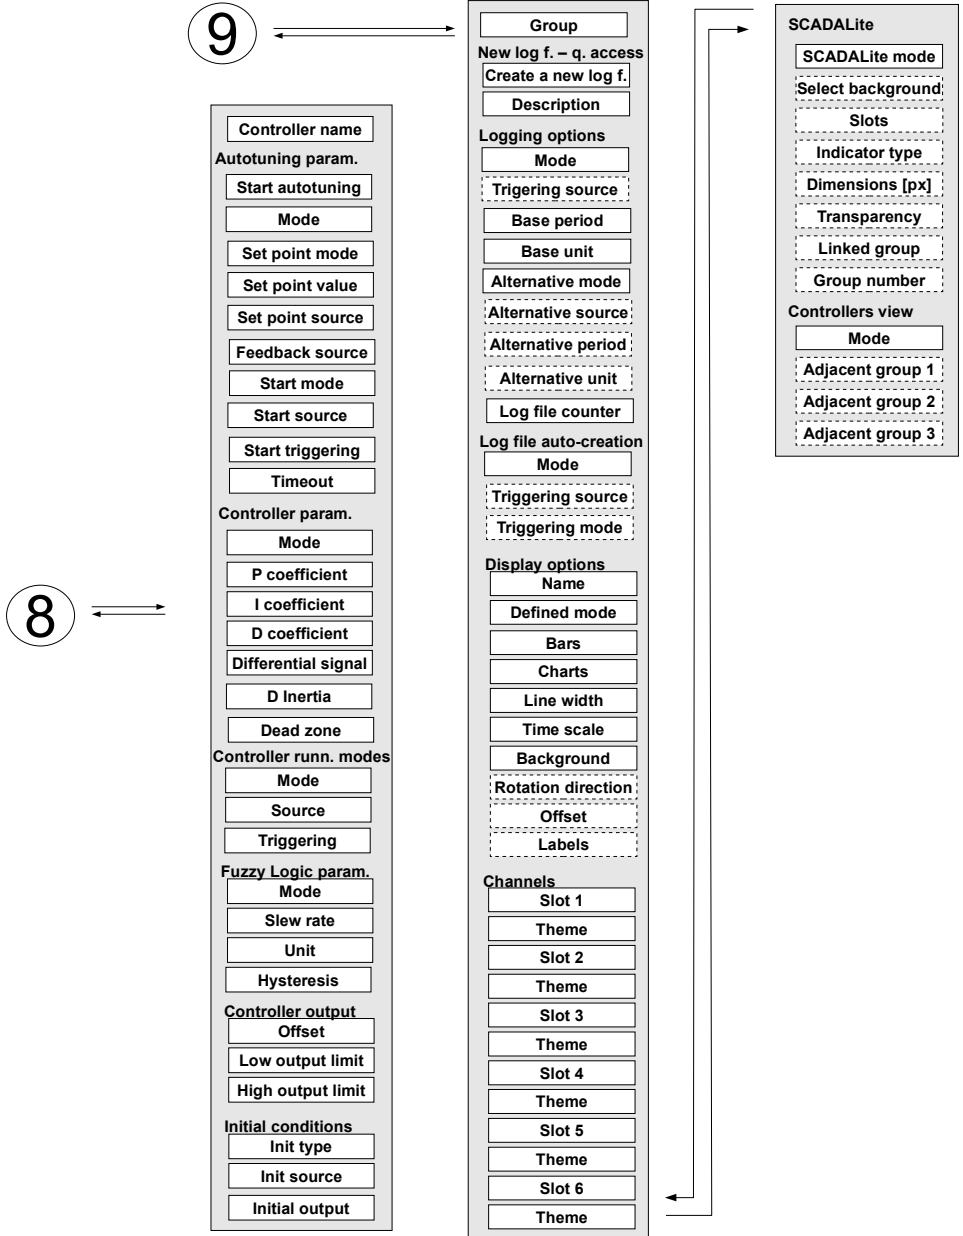 9
8
Controller name
Autotuning param.
Start autotuning
Mode
Set point mode
Set point value
Set point source
Feedback source
Start mode
Start source
Start triggering
Timeout
Controller param.
Mode
P coefficient
I coefficient
D coefficient
Differential signal
D Inertia
Dead zone
Controller runn. modes
Mode
Source
Triggering
Fuzzy Logic param.
Mode
Slew rate
Unit
Hysteresis
Controller output
Offset
Low output limit
High output limit
Initial conditions
Init type
Init source
Initial output
Group
New log f. – q. access
Create a new log f.
Description
Logging options
Mode
Trigering source
Base period
Base unit
Alternative mode
Alternative source
Alternative period
Alternative unit
Log file counter
Log file auto-creation
Mode
Triggering source
Triggering mode
Display options
Name
Defined mode
Bars
Charts
Line width
Time scale
Background
Rotation direction
Offset
Labels
Channels
Slot 1
Theme
Slot 2
Theme
Slot 3
Theme
Slot 4
Theme
Slot 5
Theme
Slot 6
Theme
SCADALite
SCADALite mode
Select background
Slots
Indicator type
Dimensions [px]
Transparency
Linked group
Group number
Controllers view
Mode
Adjacent group 1
Adjacent group 2
Adjacent group 3